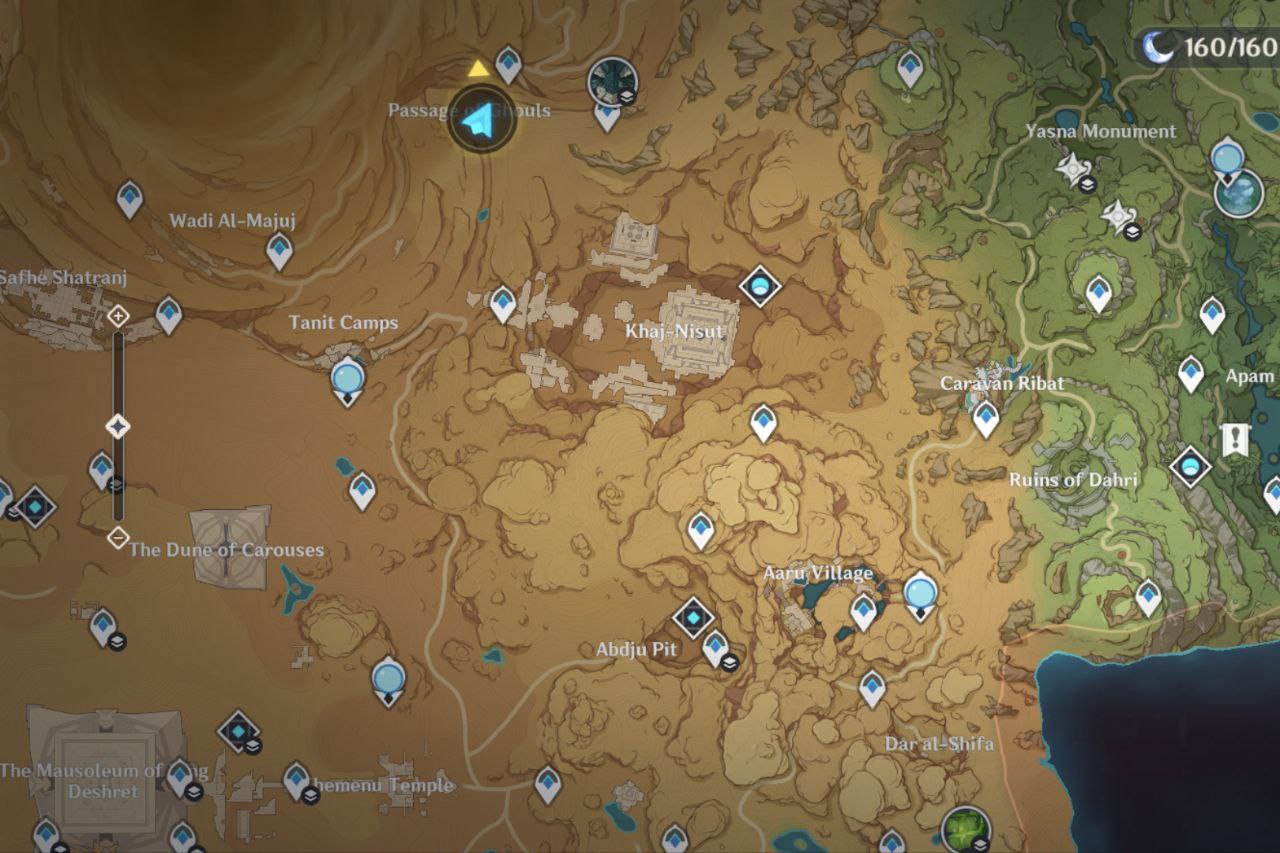 160/160
Passage of Ghouls
Yasna Monument
Wadi Al-Majuj
Safhe Shatranj
Tanit Camps
Khaj-Nisut
Caravan Ribat
Apam
Ruins of Dahri
The Dune of Carouses
Aaru Village
Abdju Pit
Dar al-Shifa
The Mausoleum of
Deshret
Temple